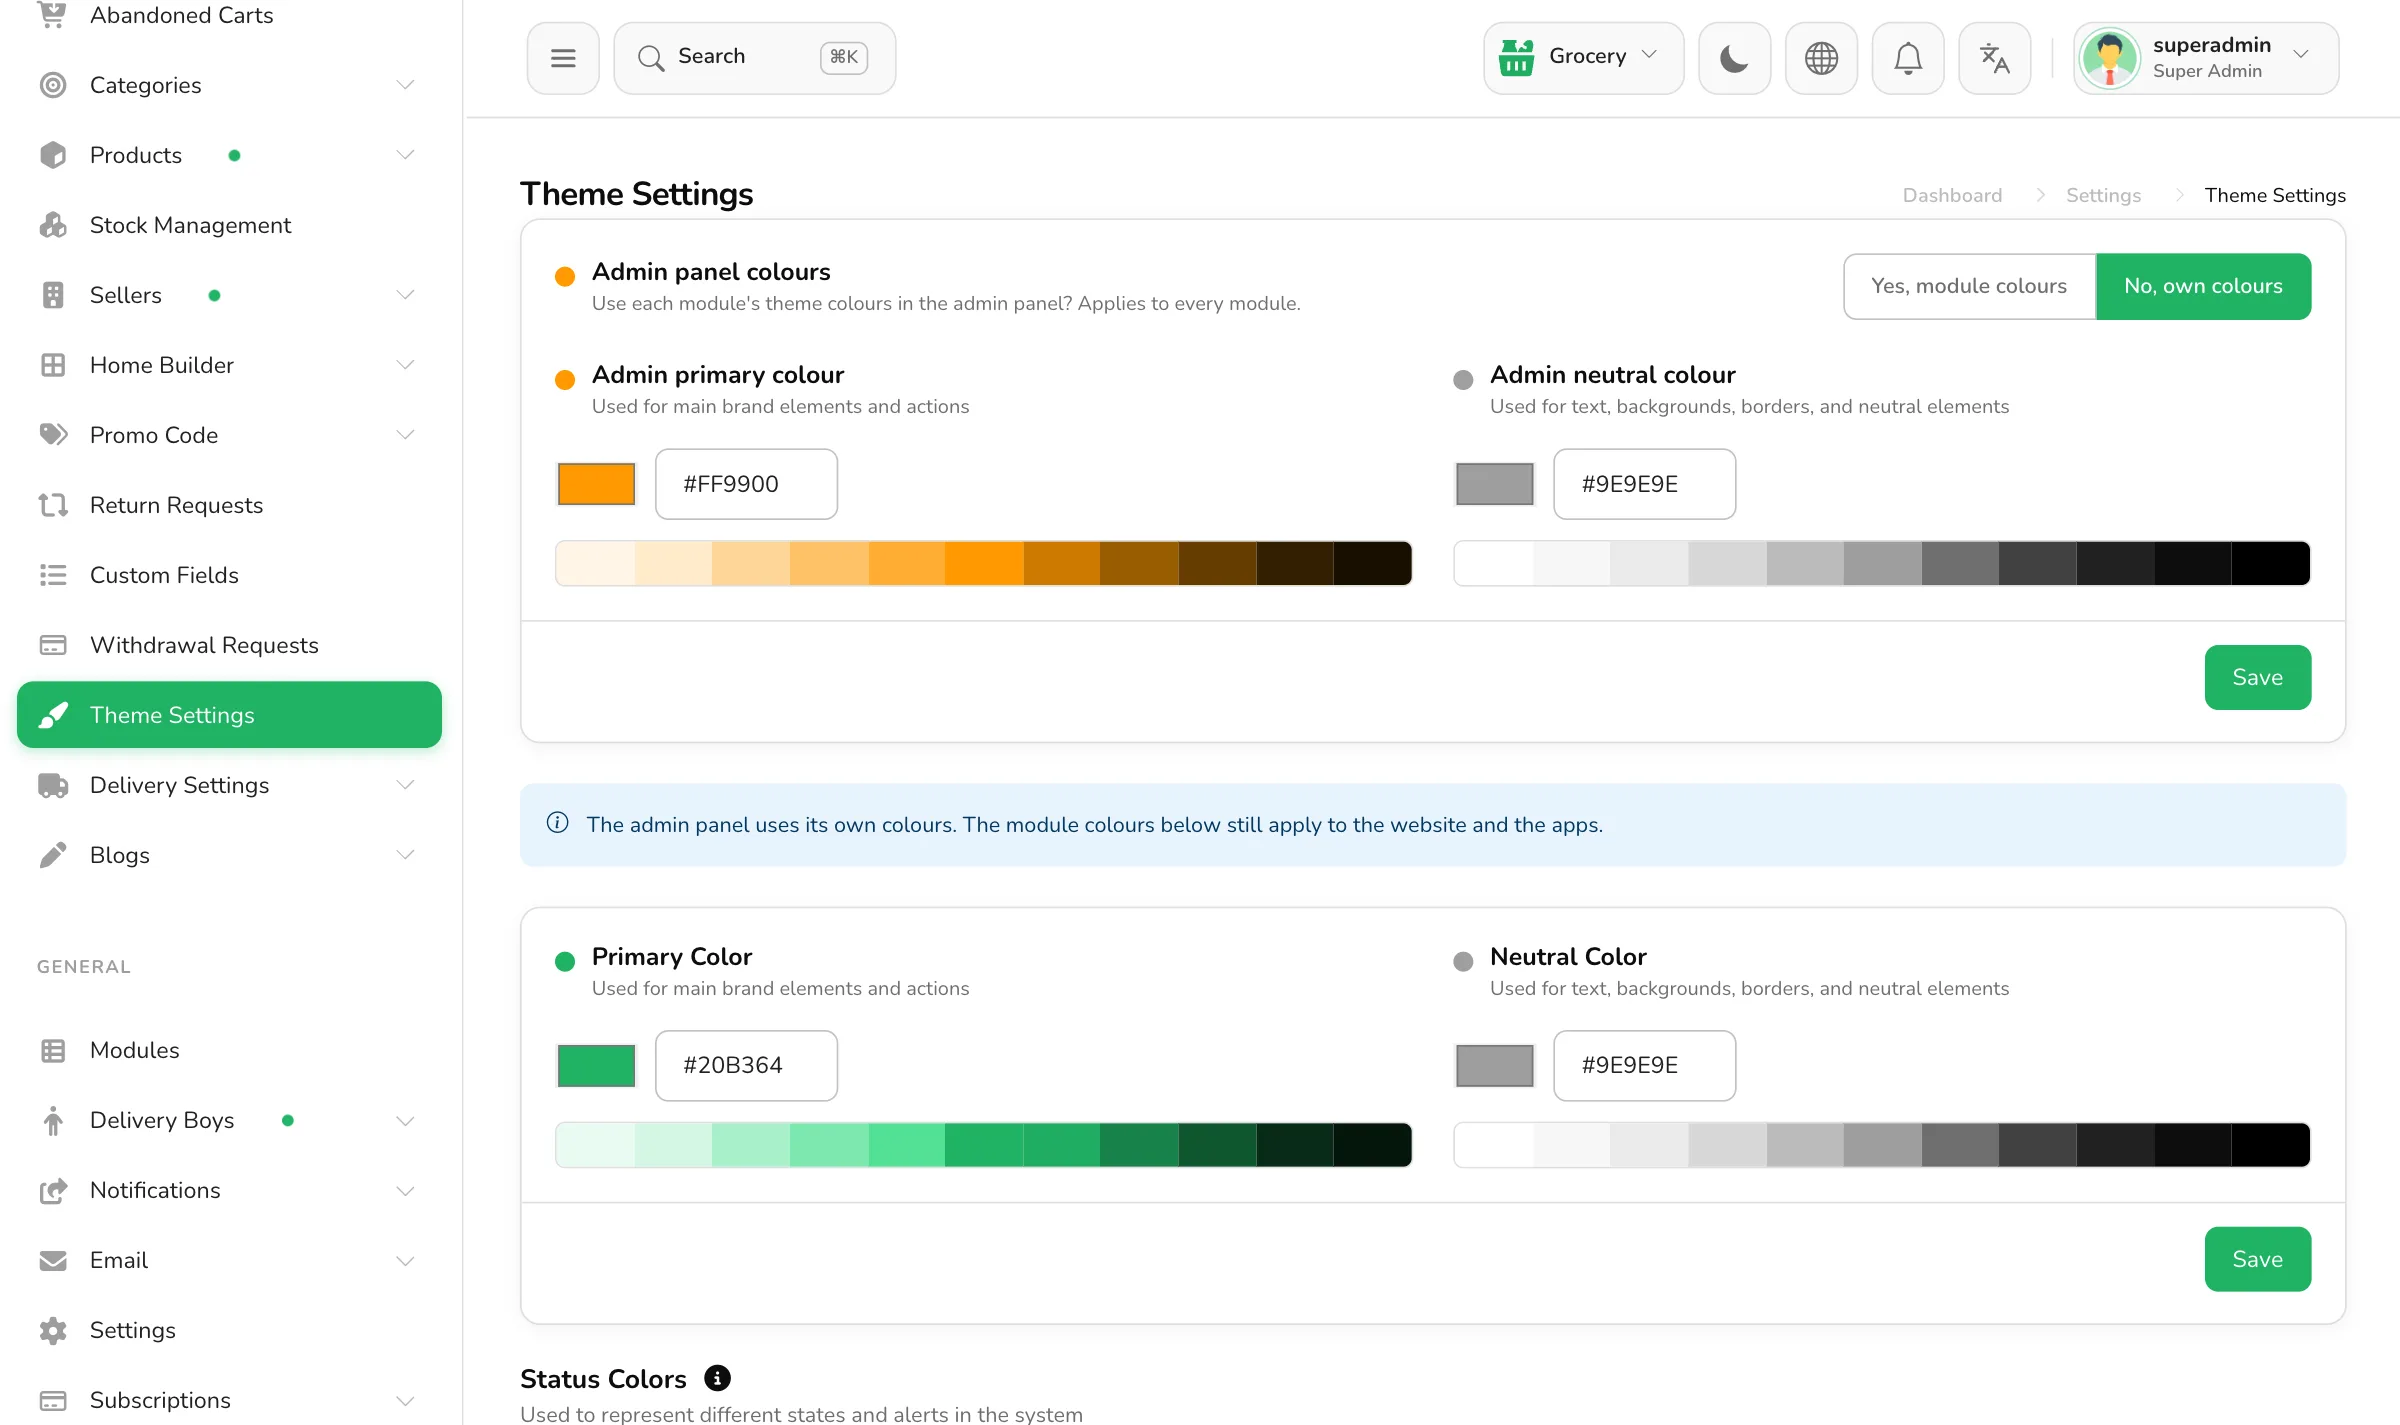 Abandoned Carts
Categories
Products
Stock Management
Sellers
Home Builder
Promo Code
Return Requests
Custom Fields
Withdrawal Requests
Theme Settings
Delivery Settings
Blogs
GENERAL
Modules
Delivery Boys
Notifications
Email
Settings
Subscriptions
Search ⌘K
Grocery
superadmin
Super Admin
Theme Settings
Dashboard Settings Theme Settings
Admin panel colours
Use each module's theme colours in the admin panel? Applies to every module.
Yes, module colours No, own colours
Admin primary colour
Used for main brand elements and actions
#FF9900
Admin neutral colour
Used for text, backgrounds, borders, and neutral elements
#9E9E9E
Save
The admin panel uses its own colours. The module colours below still apply to the website and the apps.
Primary Color
Used for main brand elements and actions
#20B364
Neutral Color
Used for text, backgrounds, borders, and neutral elements
#9E9E9E
Save
Status Colors
Used to represent different states and alerts in the system